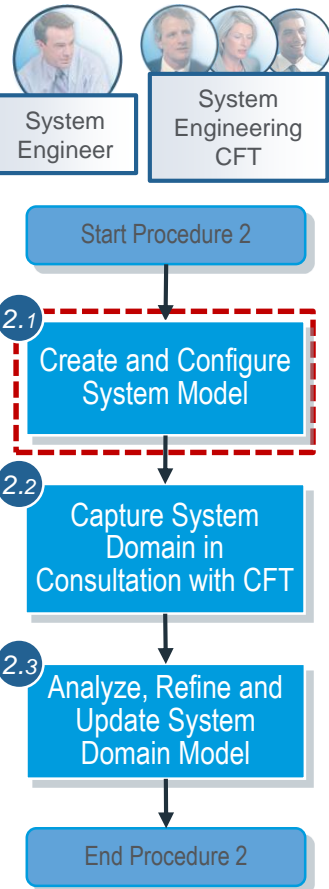 System
Engineer
System
Engineering
CFT
Start Procedure 2
2.1
Create and Configure
System Model
2.2
Capture System
Domain in
Consultation with CFT
2.3
Analyze, Refine and
Update System
Domain Model
End Procedure 2